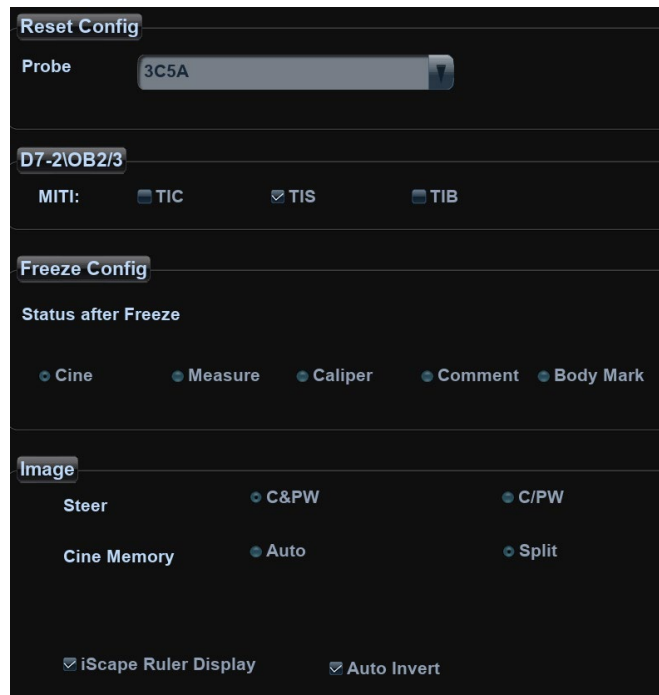 Reset Config
Probe 3C5A
D7-2\OB2/3
MITI: TIC TIS TIB
Freeze Config
Status after Freeze
Cine Measure Caliper Comment Body Mark
Image
Steer C&PW C/PW
Cine Memory Auto Split
iScape Ruler Display Auto Invert